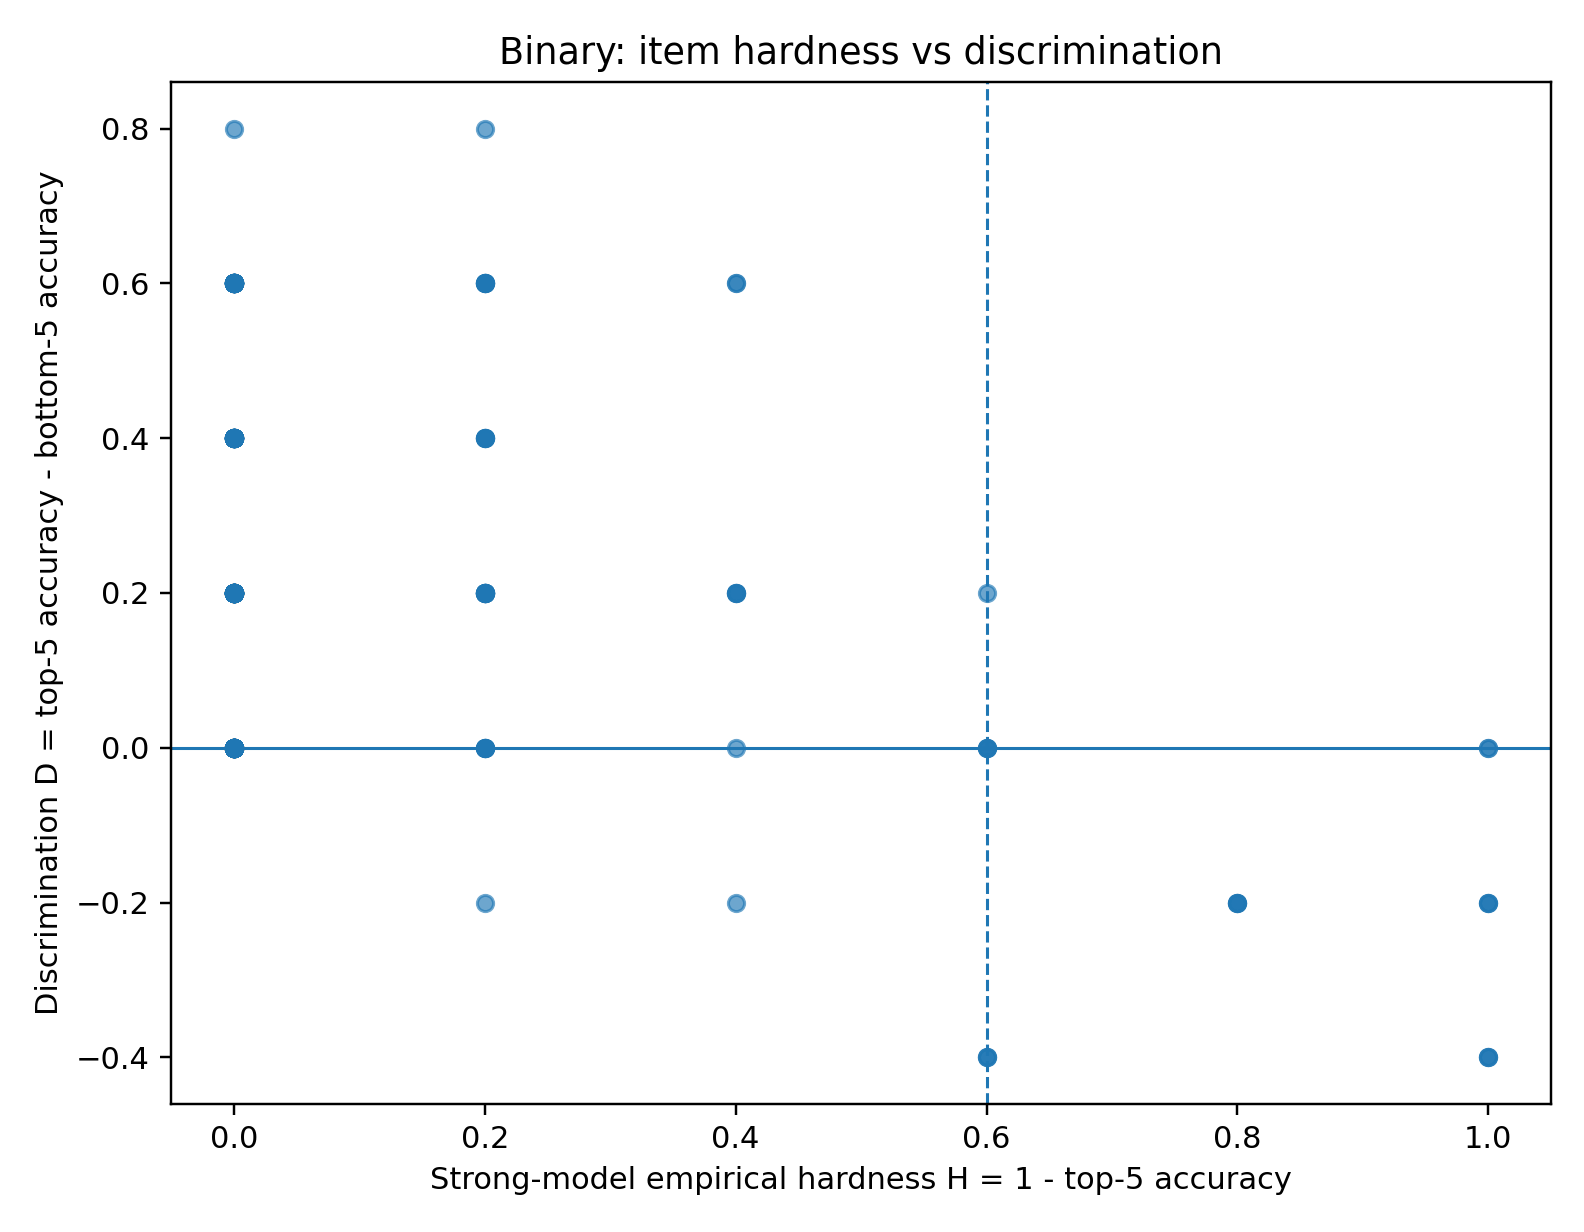 Binary: item hardness vs discrimination
Discrimination D = top-5 accuracy - bottom-5 accuracy
0.8
0.6
0.4
0.2
0.0
−0.2
−0.4
0.0 0.2 0.4 0.6 0.8 1.0
Strong-model empirical hardness H = 1 - top-5 accuracy